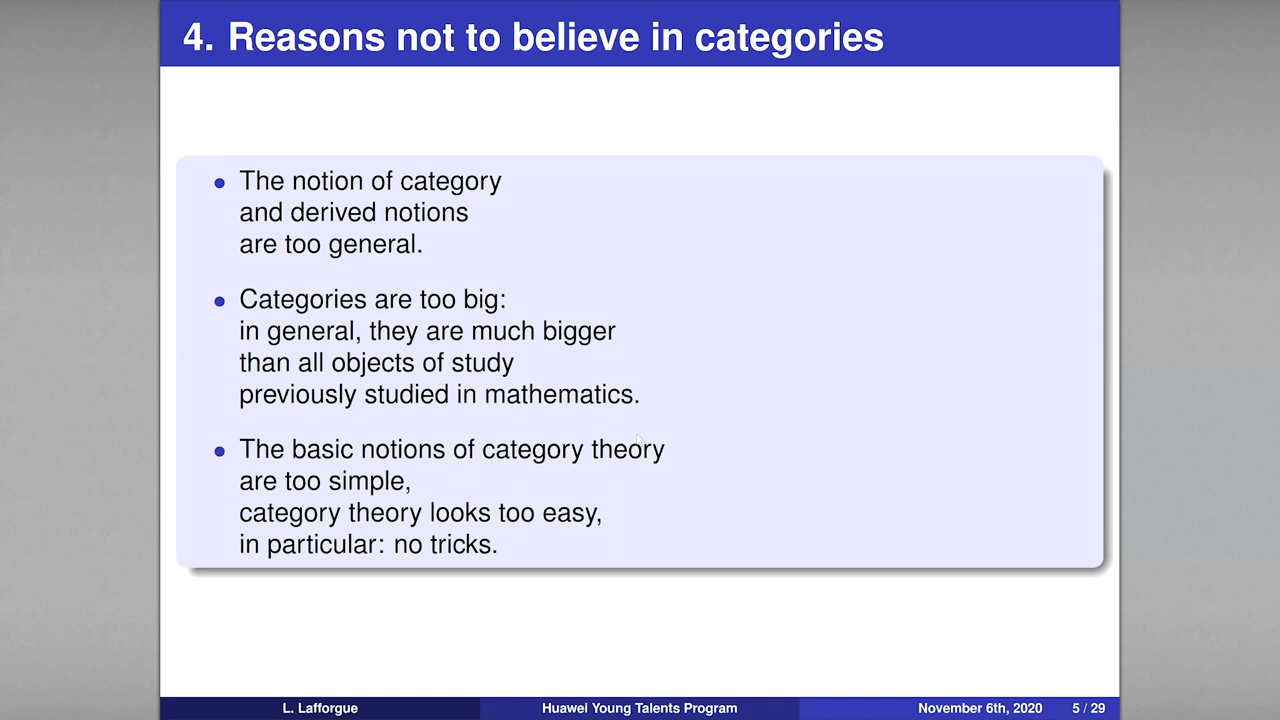 4. Reasons not to believe in categories
• The notion of category
and derived notions
are too general.
• Categories are too big:
in general, they are much bigger
than all objects of study
previously studied in mathematics.
• The basic notions of category theory
are too simple,
category theory looks too easy,
in particular: no tricks.
L. Lafforgue
Huawei Young Talents Program
November 6th, 2020
5 / 29